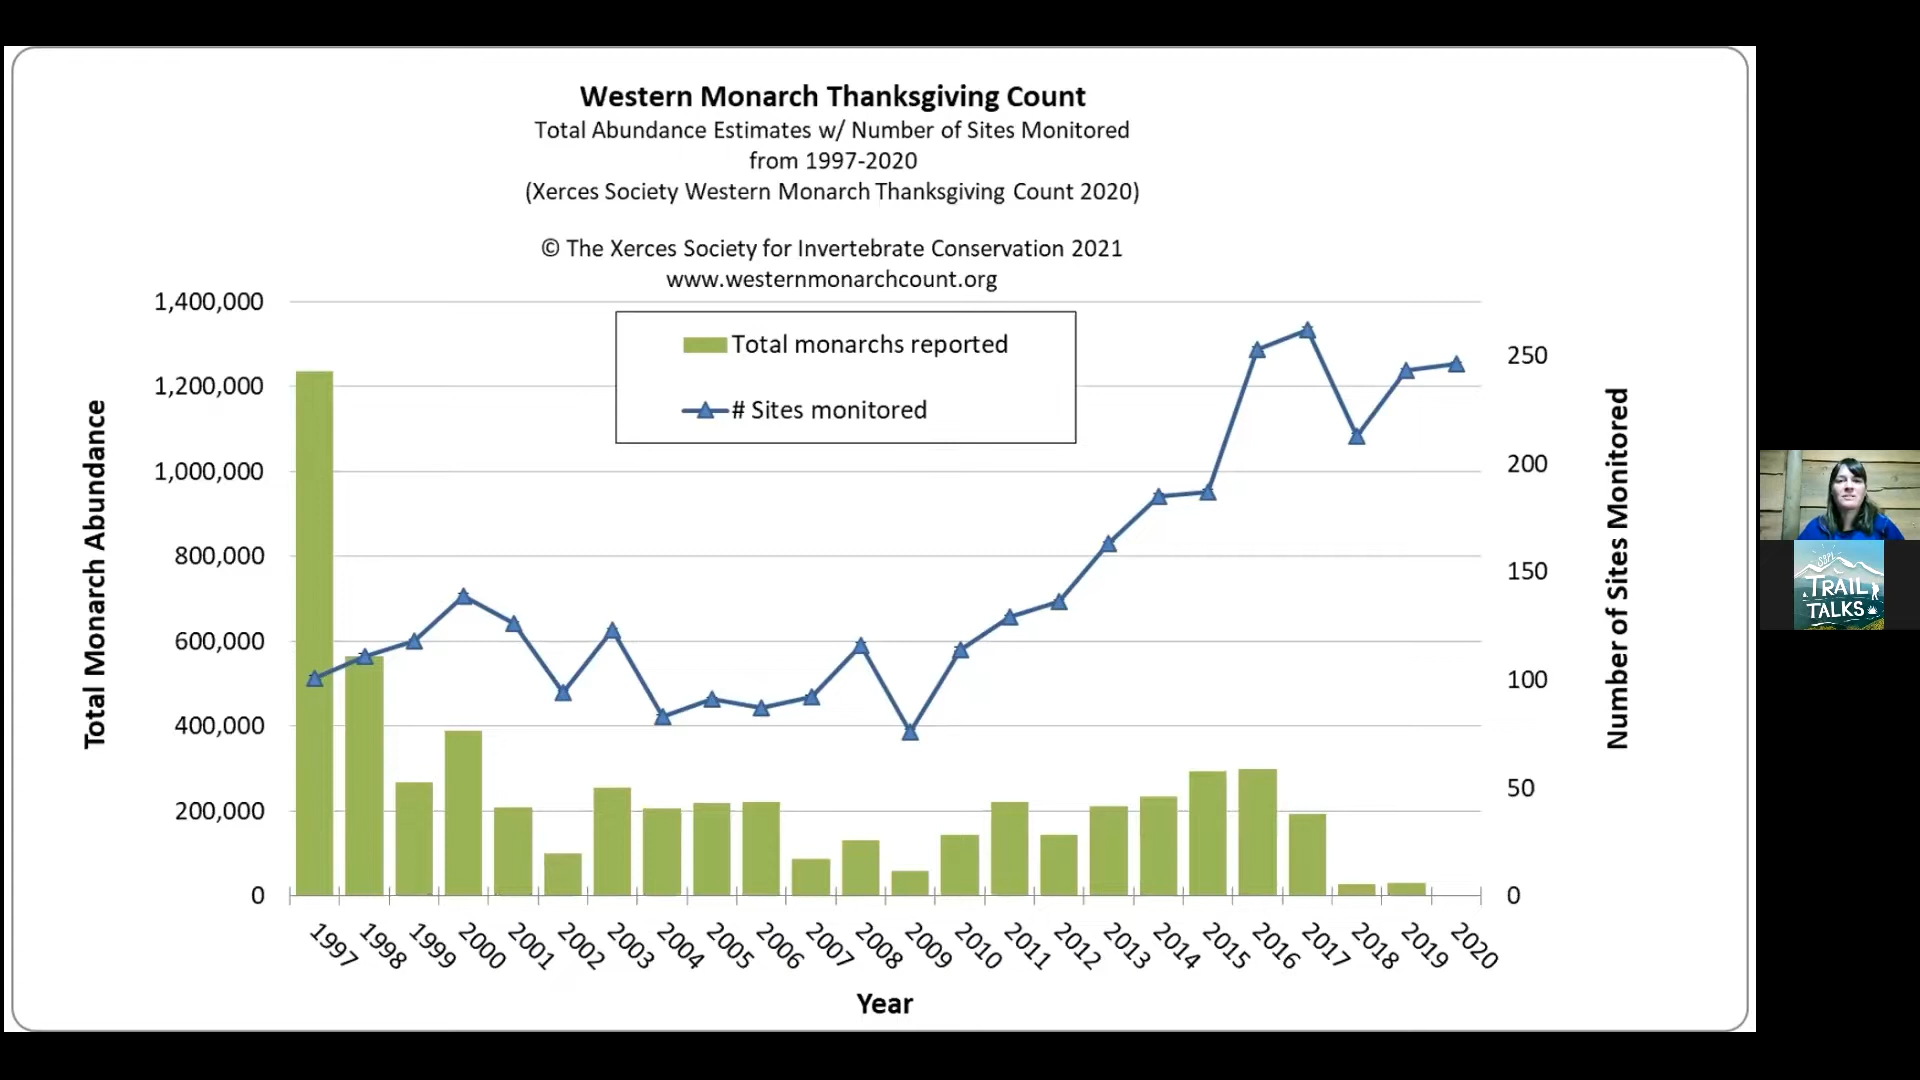 Western Monarch Thanksgiving Count
Total Abundance Estimates w/ Number of Sites Monitored
from 1997-2020
(Xerces Society Western Monarch Thanksgiving Count 2020)
© The Xerces Society for Invertebrate Conservation 2021
www.westernmonarchcount.org
Total monarchs reported
# Sites monitored
Total Monarch Abundance
1,400,000
1,200,000
1,000,000
800,000
600,000
400,000
200,000
0
250
200
150
100
50
0
Number of Sites Monitored
1997
1998
1999
2000
2001
2002
2003
2004
2005
2006
2007
2008
2009
2010
2011
2012
2013
2014
2015
2016
2017
2018
2019
2020
Year
TRAIL
TALKS